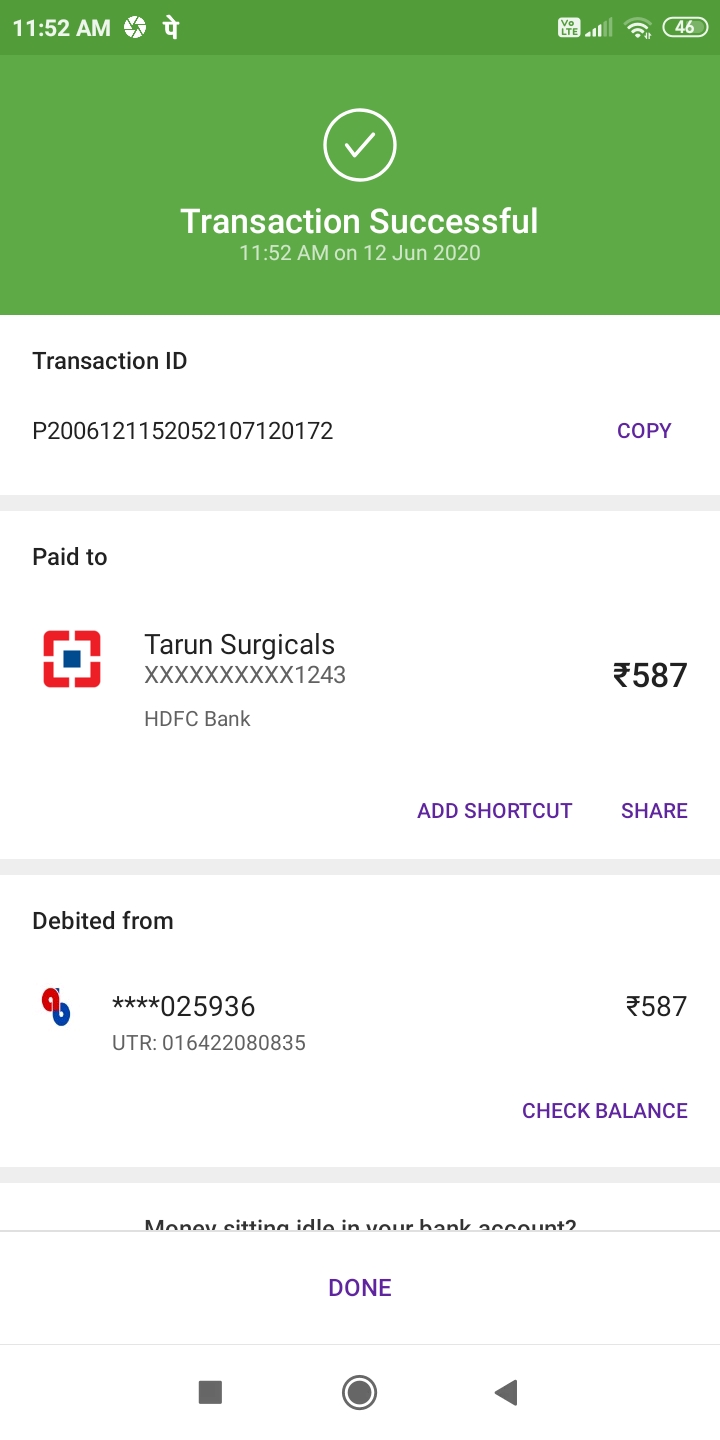 11:52 AM पे VoLTE 46
Transaction Successful
11:52 AM on 12 Jun 2020
Transaction ID
P2006121152052107120172 COPY
Paid to
Tarun Surgicals
XXXXXXXXXX1243
₹587
HDFC Bank
ADD SHORTCUT SHARE
Debited from
****025936 ₹587
UTR: 016422080835
CHECK BALANCE
Money sitting idle in your bank account?
DONE